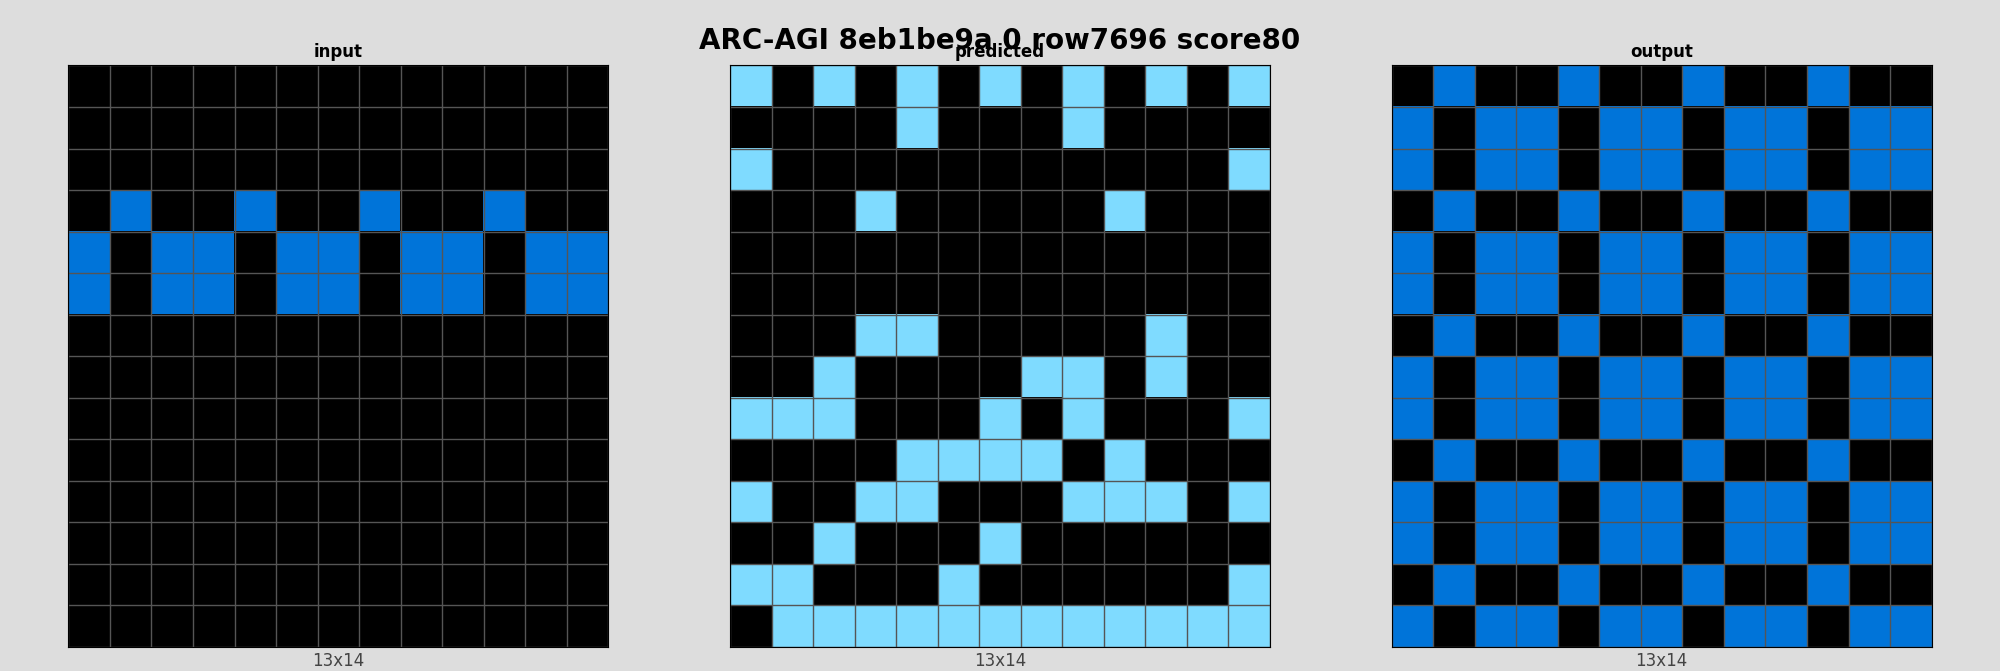 ARC-AGI 8eb1be9a 0 row7696 score80
input
predicted
output
13x14
13x14
13x14